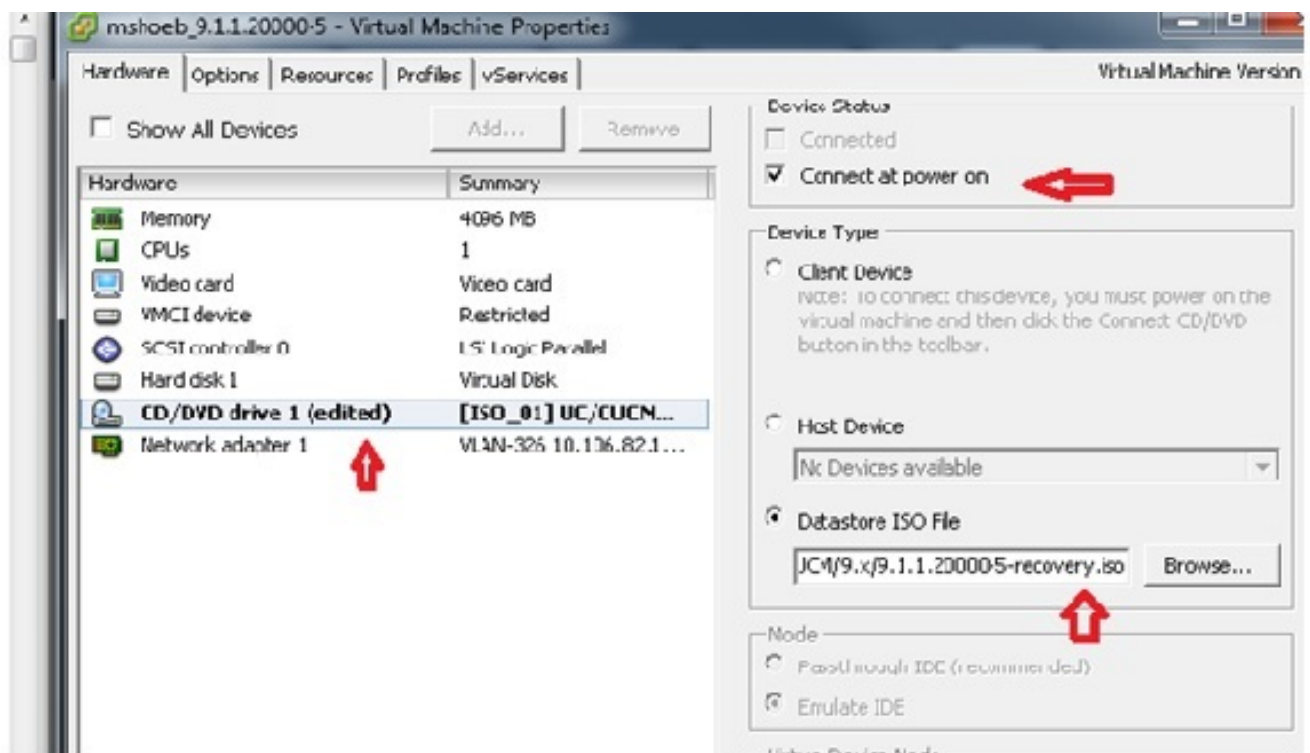 mshoeb_9.1.1.20000-5 - Virtual Machine Properties
Hardware Options Resources Profiles vServices Virtual Machine Version
Show All Devices Add... Remove
Hardware Summary
Memory 4096 MB
CPUs 1
Video card Video card
VMCI device Restricted
SCSI controller 0 LSI Logic Parallel
Hard disk 1 Virtual Disk
CD/DVD drive 1 (edited) [ISO_01] UC/CUCN...
Network adapter 1 VLAN-326 10.106.82.1...
Device Status
Connected
Connect at power on
Device Type
Client Device
Note: To connect this device, you must power on the
virtual machine and then click the Connect CD/DVD
button in the toolbar.
Host Device
No Devices available
Datastore ISO File
JCM/9.x/9.1.1.20000-5-recovery.iso Browse...
Node
Passthrough IDE (recommended)
Emulate IDE
Virtual Device Node